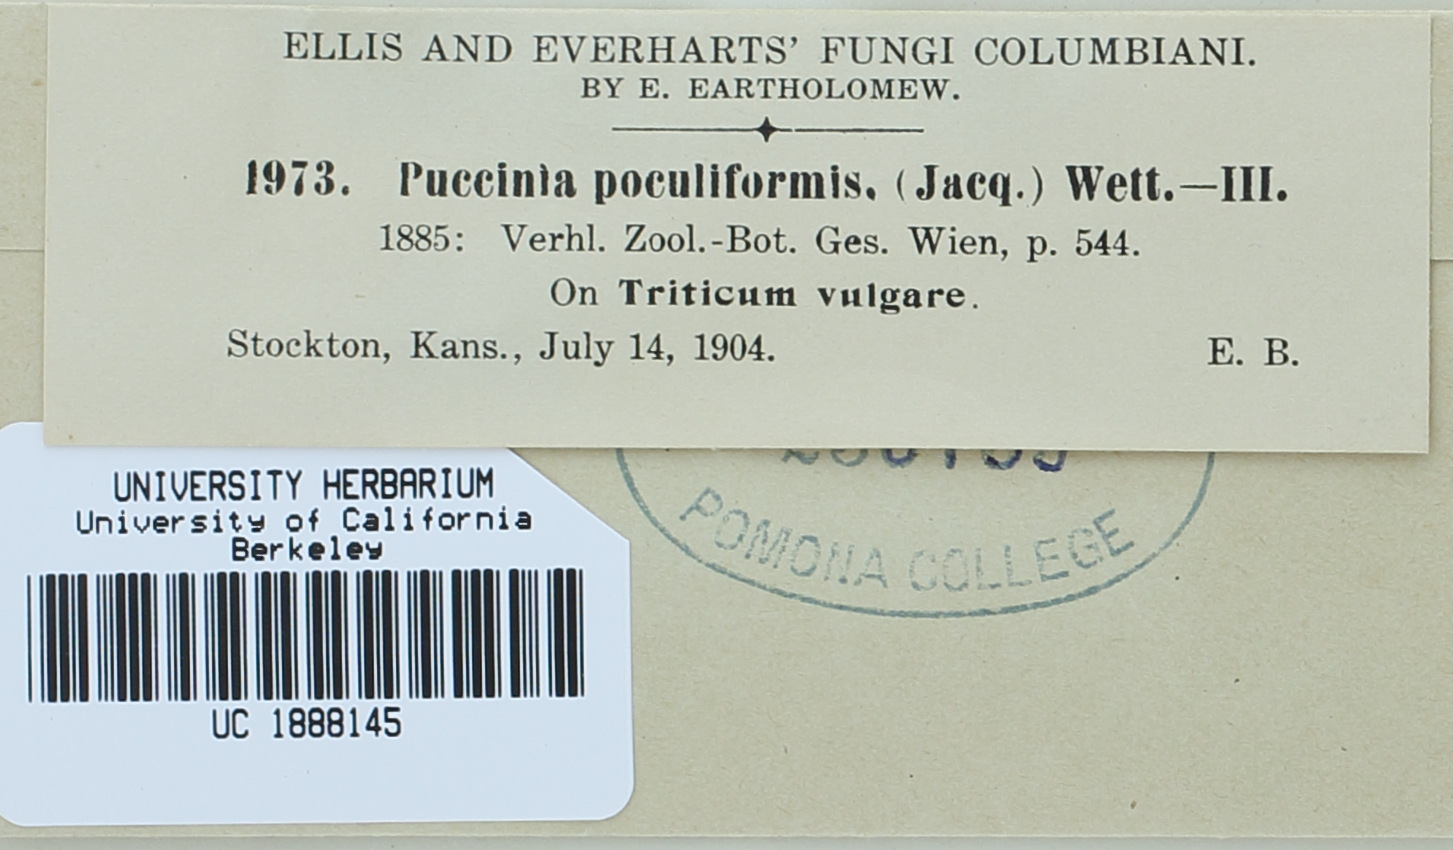 ELLIS AND EVERHARTS' FUNGI COLUMBIANI.
BY E. EARTHOLOMEW.
1973. Puccinia poculiformis. (Jacq.) Wett.—III.
1885: Verhl. Zool.-Bot. Ges. Wien, p. 544.
On Triticum vulgare.
Stockton, Kans., July 14, 1904. E. B.
POMONA COLLEGE
UNIVERSITY HERBARIUM
University of California
Berkeley
UC 1888145